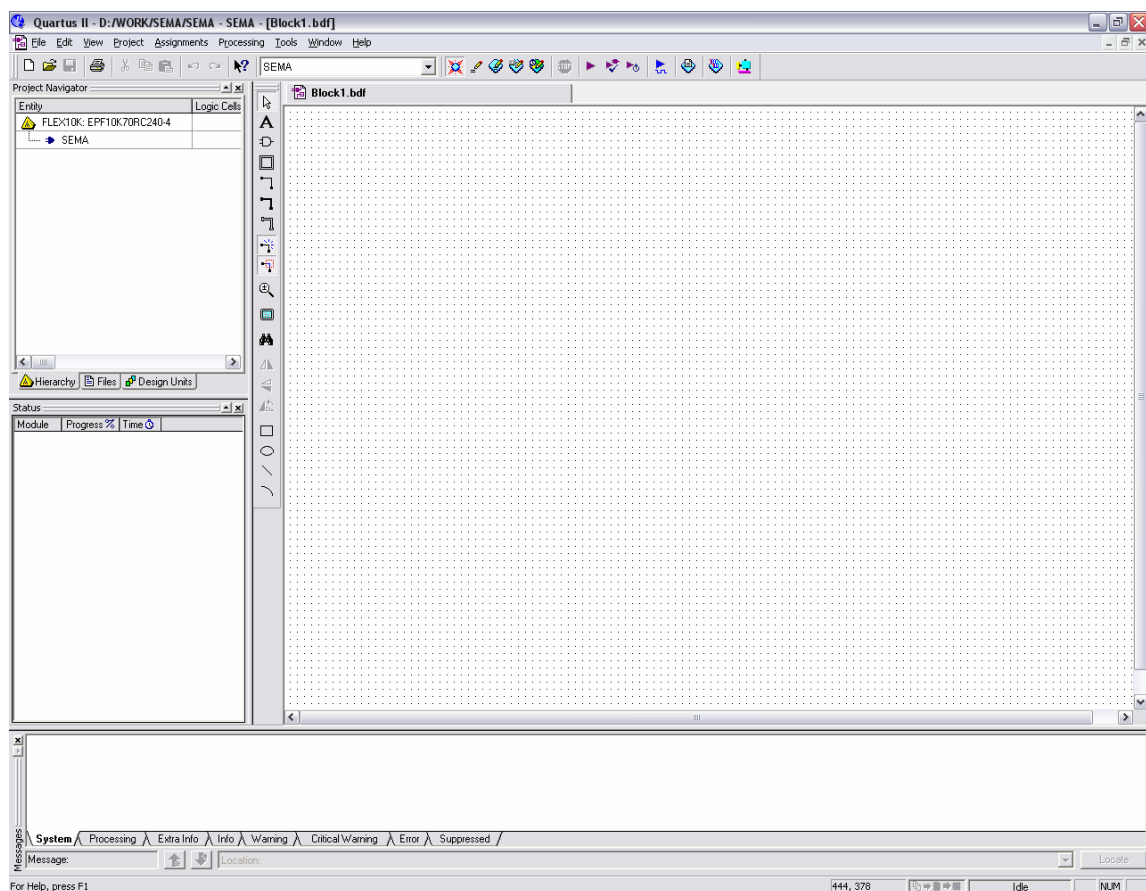 Quartus II - D:/WORK/SEMA/SEMA - SEMA - [Block1.bdf]
File Edit View Project Assignments Processing Tools Window Help
SEMA
Project Navigator
Entity Logic Cells
FLEX10K: EPF10K70RC240-4
SEMA
Hierarchy Files Design Units
Status
Module Progress % Time
Block1.bdf
A
System Processing Extra Info Info Warning Critical Warning Error Suppressed
Messages
Message: Location: Locate
For Help, press F1 444, 378 Idle NUM